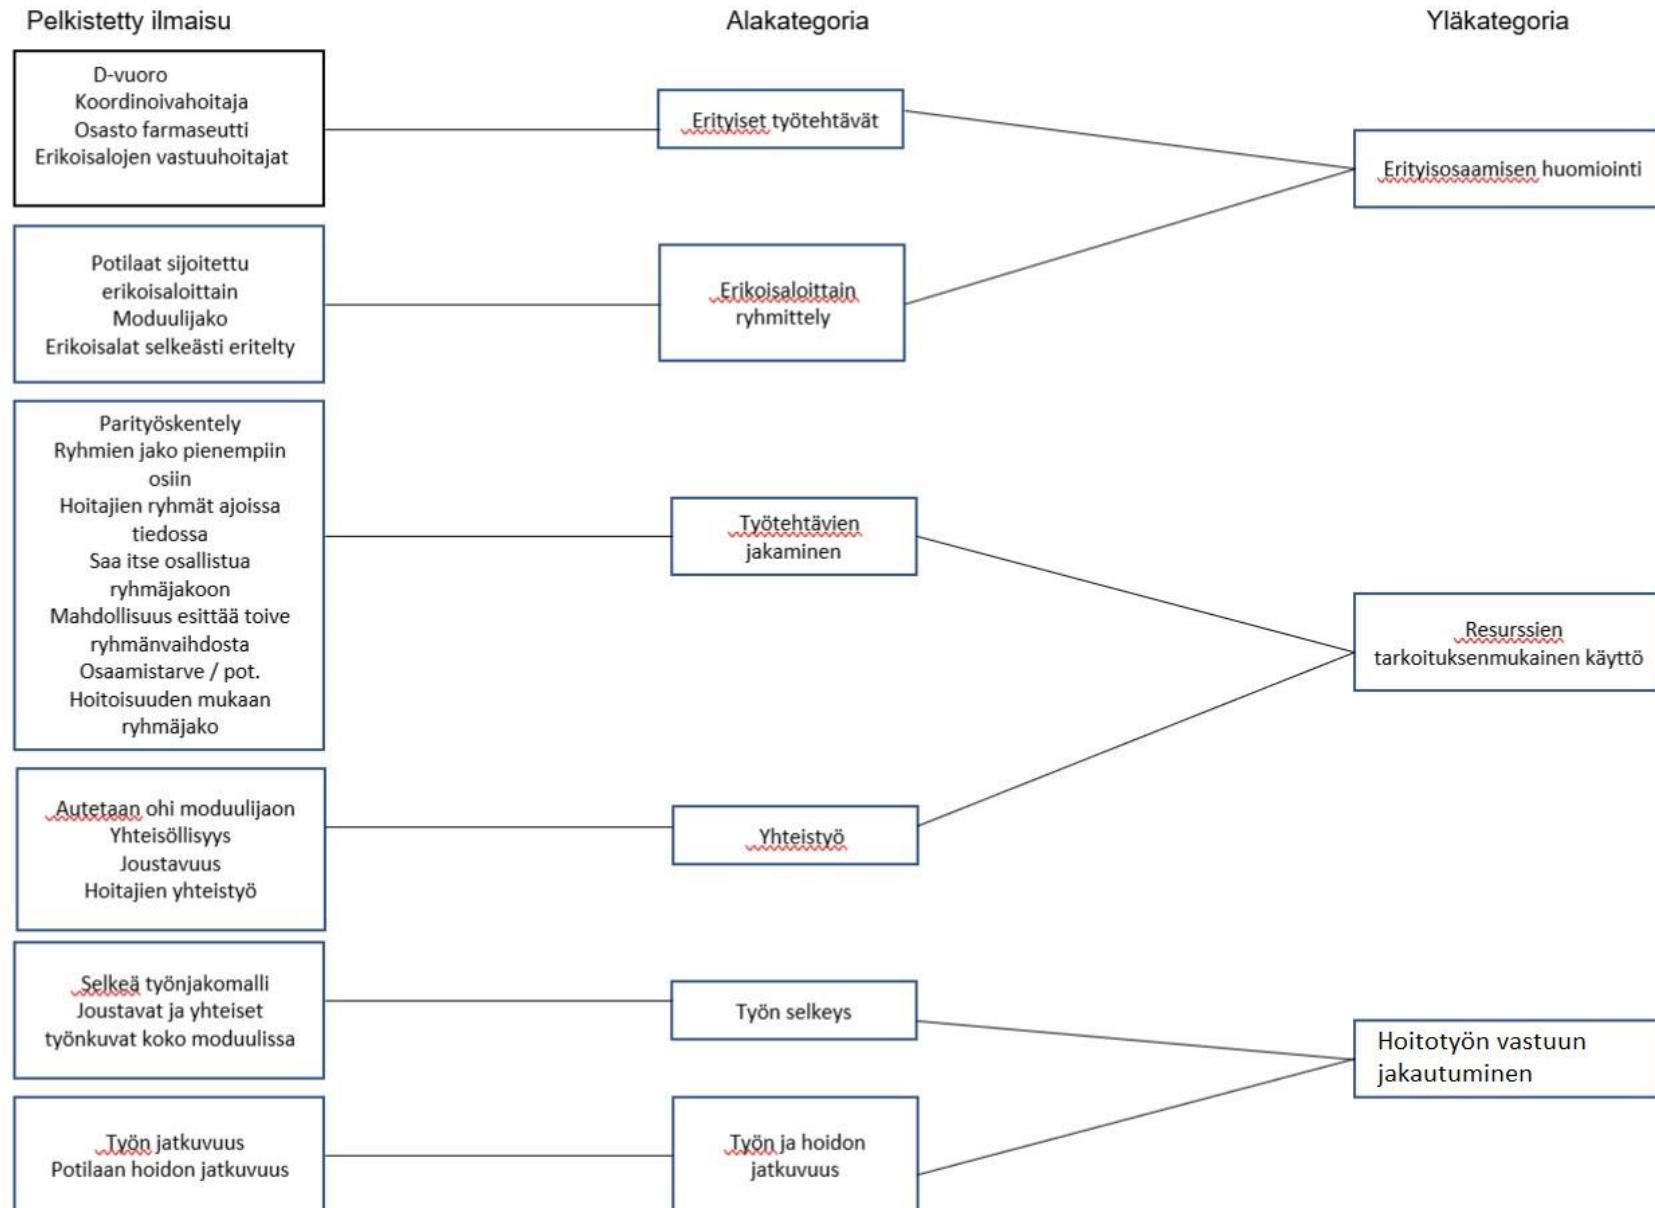 Pelkistetty ilmaisu
Alakategoria
Yläkategoria
D-vuoro
Koordinoivahoitaja
Osasto farmaseutti
Erikoisalojen vastuuhoitajat
Erityiset työtehtävät
Erityisosaamisen huomiointi
Potilaat sijoitettu
erikoisaloittain
Moduulijako
Erikoisalat selkeästi eritelty
Erikoisaloittain
ryhmittely
Parityöskentely
Ryhmien jako pienempiin
osiin
Hoitajien ryhmät ajoissa
tiedossa
Saa itse osallistua
ryhmäjakoon
Mahdollisuus esittää toive
ryhmänvaihdosta
Osaamistarve / pot.
Hoitoisuuden mukaan
ryhmäjako
Työtehtävien
jakaminen
Resurssien
tarkoituksenmukainen käyttö
Autetaan ohi moduulijaon
Yhteisöllisyys
Joustavuus
Hoitajien yhteistyö
Yhteistyö
Selkeä työnjakomalli
Joustavat ja yhteiset
työnkuvat koko moduulissa
Työn selkeys
Hoitotyön vastuun
jakautuminen
Työn jatkuvuus
Potilaan hoidon jatkuvuus
Työn ja hoidon
jatkuvuus